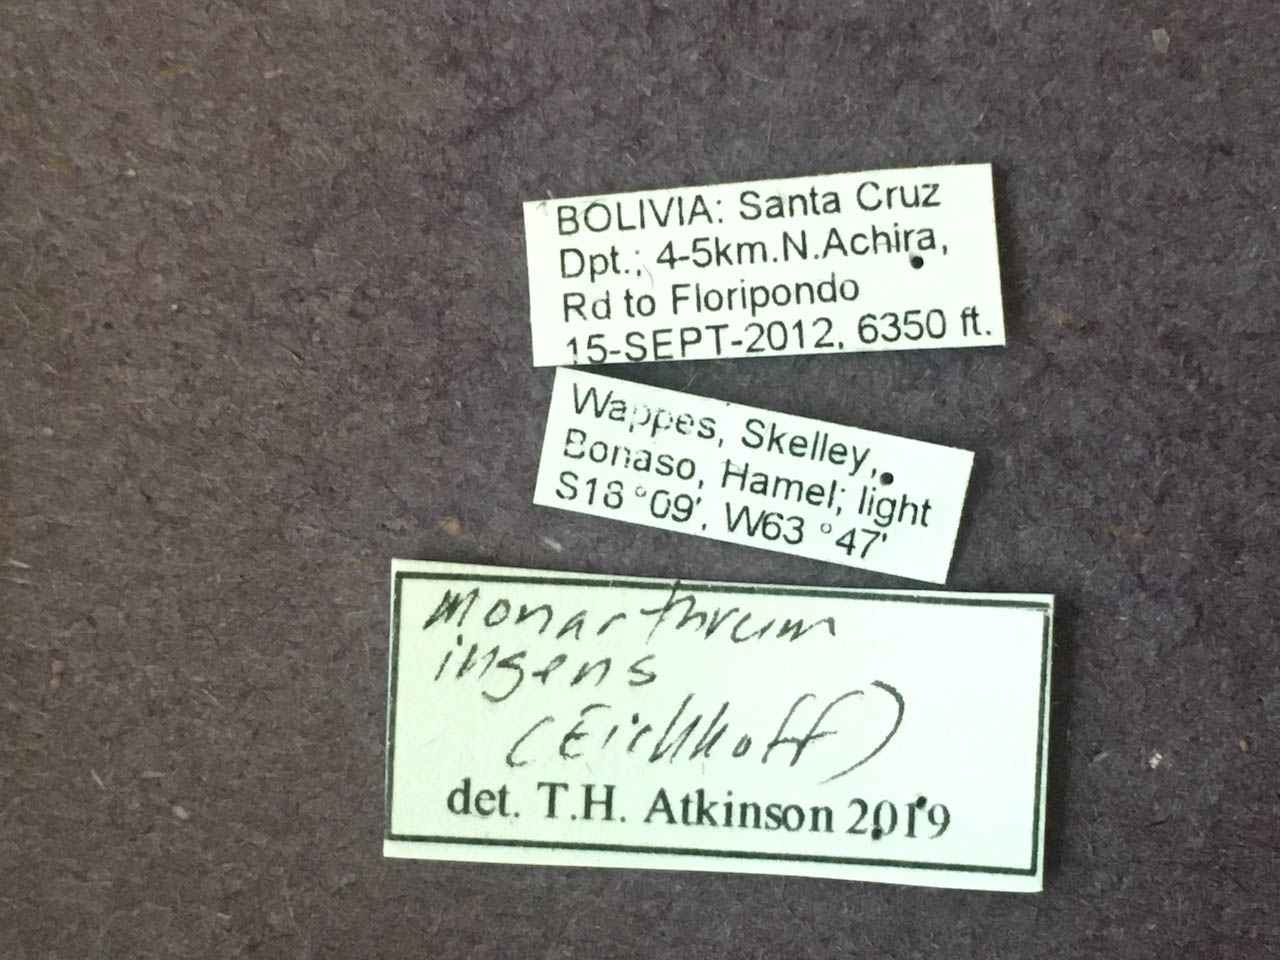 BOLIVIA: Santa Cruz
Dpt.; 4-5km.N.Achira,
Rd to Floripondo
15-SEPT-2012, 6350 ft.
Wappes, Skelley,
Bonaso, Hamel; light
S18°09', W63°47'
Monarthrum
ingens
(Eichhoff)
det. T.H. Atkinson 2019